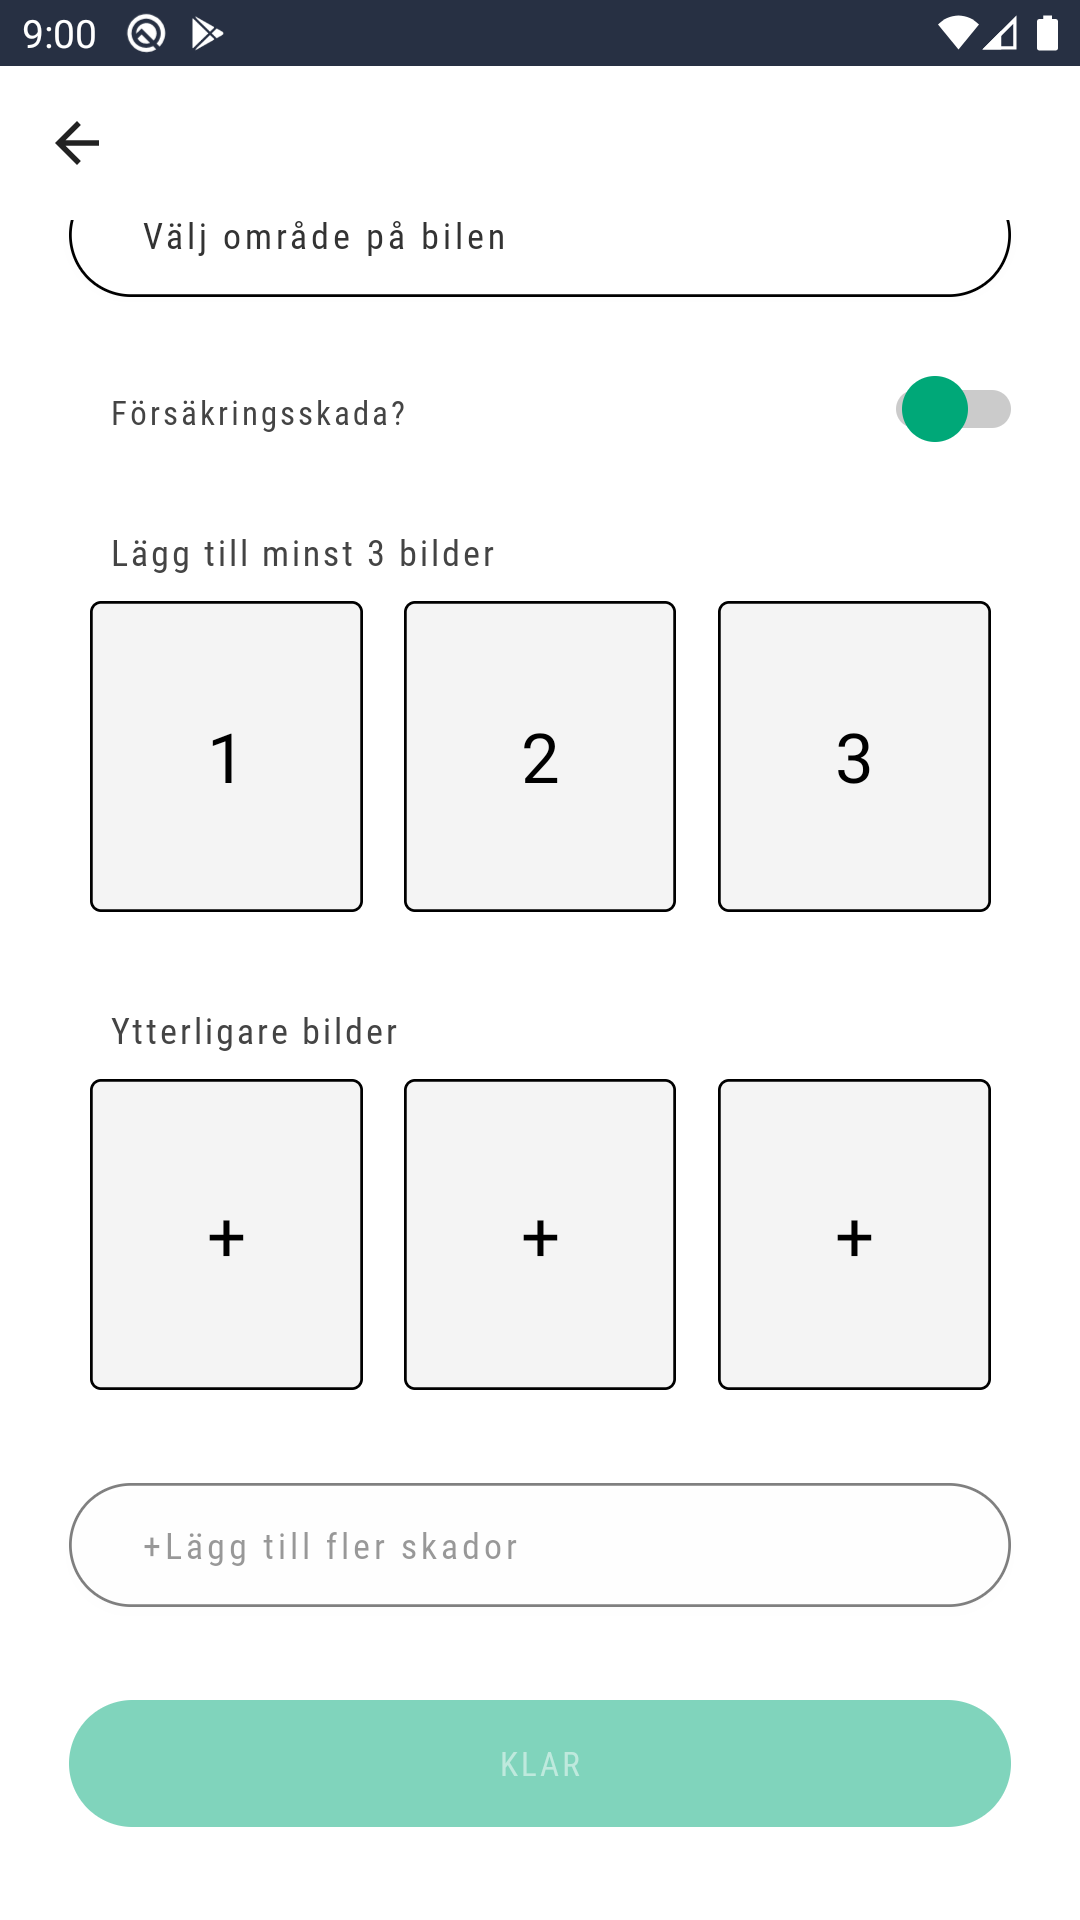 9:00
Välj område på bilen
Försäkringsskada?
Lägg till minst 3 bilder
1 2 3
Ytterligare bilder
+ + +
+Lägg till fler skador
KLAR